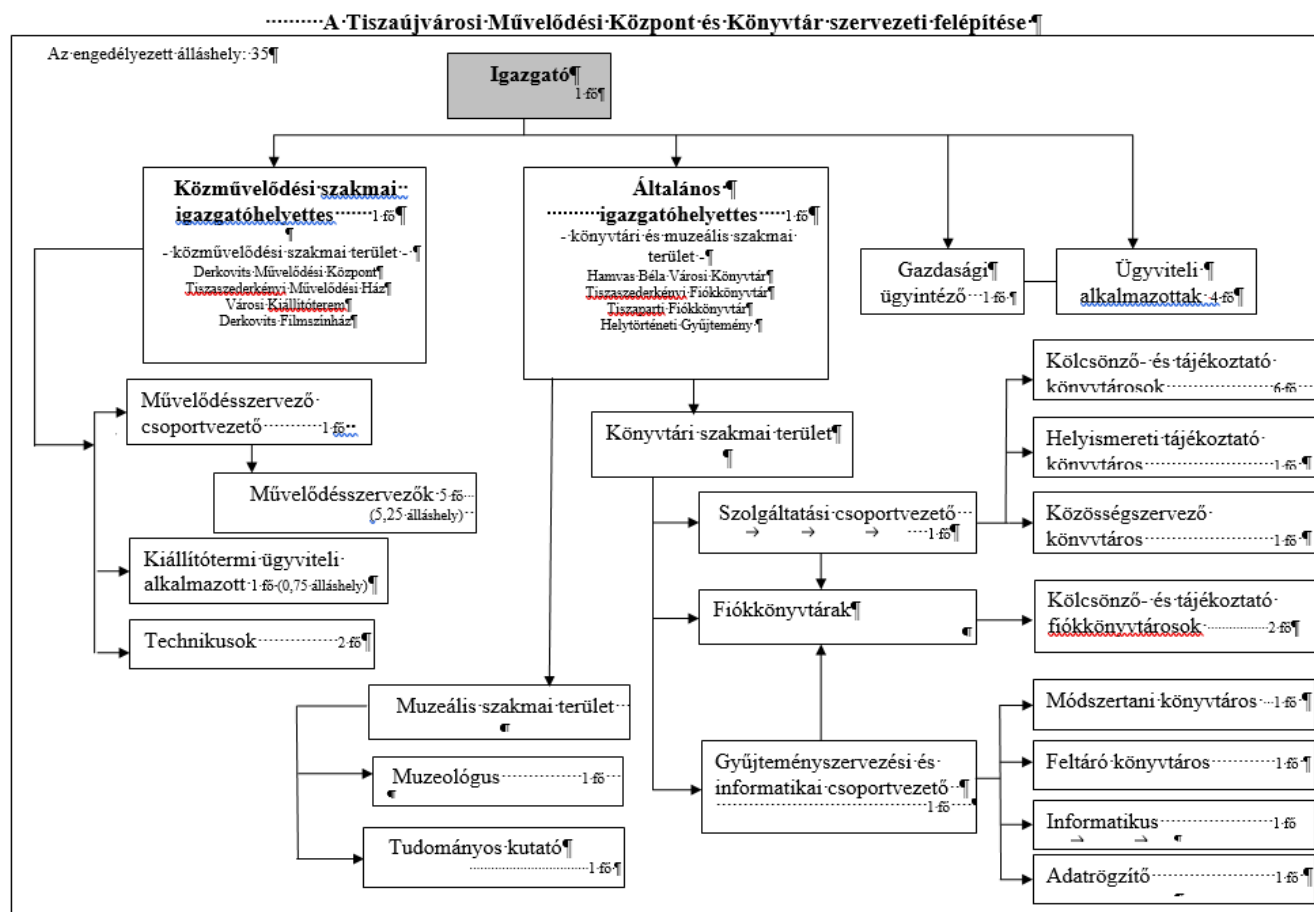 A Tiszaújvárosi Művelődési Központ és Könyvtár szervezeti felépítése
Az engedélyezett álláshely: 35
Igazgató
1 fő
Közművelődési szakmai
igazgatóhelyettes 1 fő
- közművelődési szakmai terület -
Derkovits Művelődési Központ
Tiszaszederkényi Művelődési Ház
Városi Kiállítóterem
Derkovits Filmszínház
Általános
igazgatóhelyettes 1 fő
- könyvtári és muzeális szakmai
terület -
Hamvas Béla Városi Könyvtár
Tiszaszederkényi Fiókkönyvtár
Tiszaparti Fiókkönyvtár
Helytörténeti Gyűjtemény
Gazdasági
ügyintéző 1 fő
Ügyviteli
alkalmazottak 4 fő
Művelődésszervező
csoportvezető 1 fő
Művelődésszervezők 5 fő
(5,25 álláshely)
Kiállítótermi ügyviteli
alkalmazott 1 fő (0,75 álláshely)
Technikusok 2 fő
Könyvtári szakmai terület
Szolgáltatási csoportvezető
→ → → 1 fő
Fiókkönyvtárak
Gyűjteményszervezési és
informatikai csoportvezető
1 fő
Kölcsönző- és tájékoztató
könyvtárosok 6 fő
Helyismereti tájékoztató
könyvtáros 1 fő
Közösségszervező
könyvtáros 1 fő
Kölcsönző- és tájékoztató
fiókkönyvtárosok 2 fő
Módszertani könyvtáros 1 fő
Feltáró könyvtáros 1 fő
Informatikus 1 fő
→ →
Adatrögzítő 1 fő
Muzeális szakmai terület
Muzeológus 1 fő
Tudományos kutató
1 fő